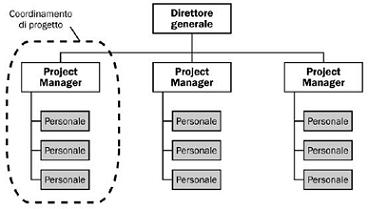 Coordinamento
di progetto
Direttore
generale
Project
Manager
Project
Manager
Project
Manager
Personale
Personale
Personale
Personale
Personale
Personale
Personale
Personale
Personale